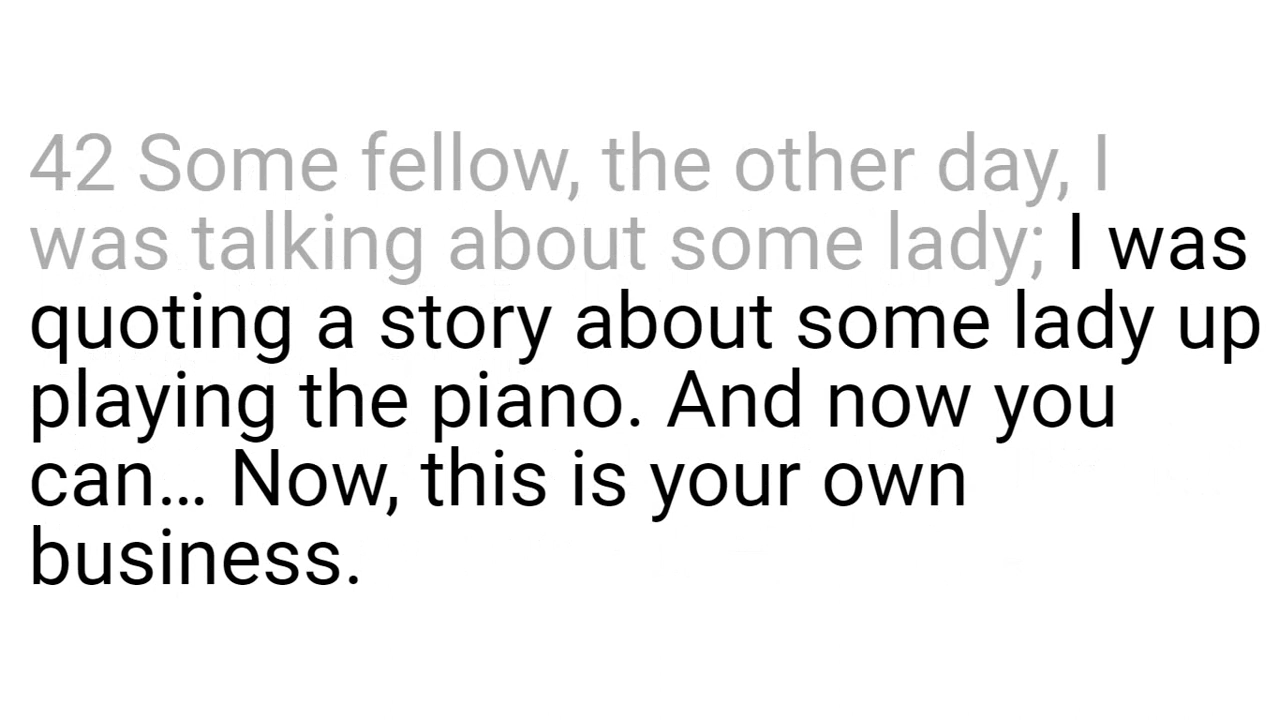 42 Some fellow, the other day, I
was talking about some lady; I was
quoting a story about some lady up
playing the piano. And now you
can… Now, this is your own
business.